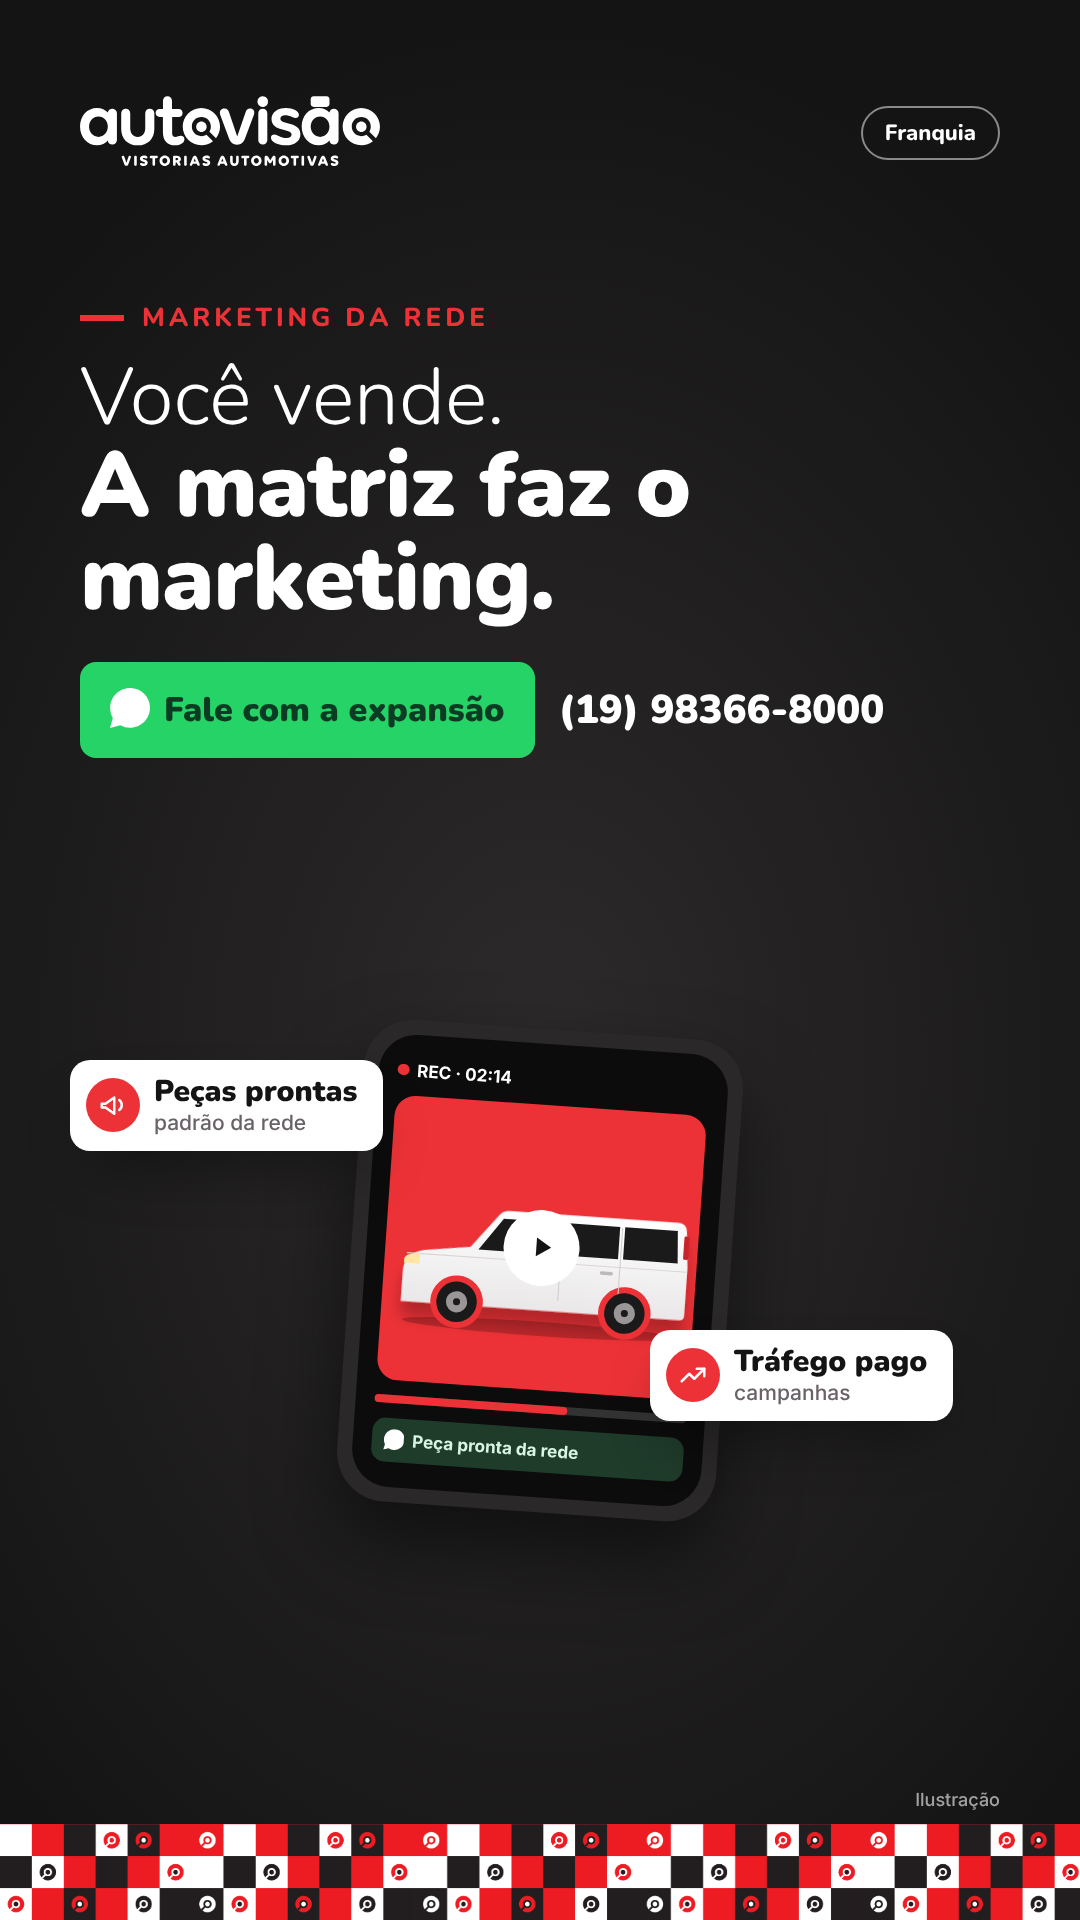 autovisão
VISTORIAS AUTOMOTIVAS
Franquia
MARKETING DA REDE
Você vende.
A matriz faz o
marketing.
Fale com a expansão
(19) 98366-8000
REC · 02:14
Peças prontas
padrão da rede
Tráfego pago
campanhas
Peça pronta da rede
Ilustração